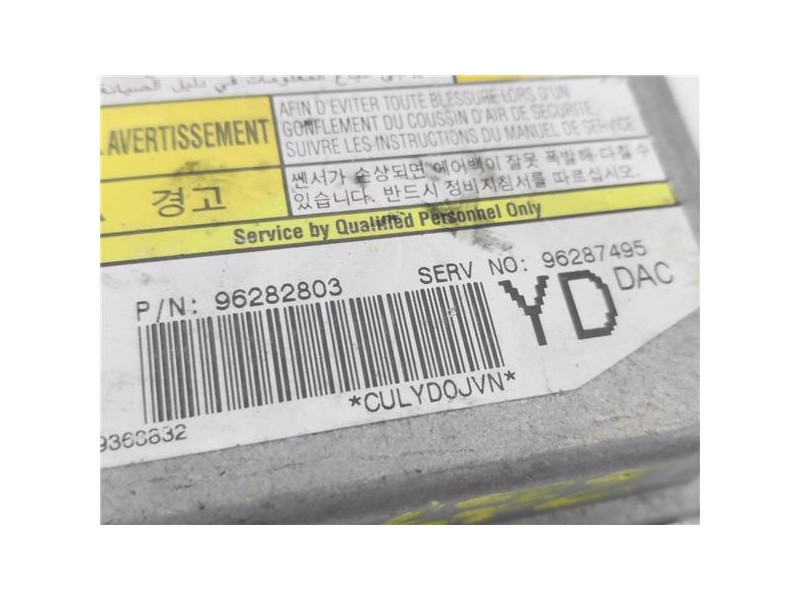 AVERTISSEMENT
AFIN D'EVITER TOUTE BLESSURE LORS D'UN
GONFLEMENT DU COUSSIN D'AIR DE SECURITE,
SUIVRE LES INSTRUCTIONS DU MANUEL DE SERVICE.
경고
쎈서가 손상되면 에어백이 잘못 폭발해 다칠 수
있습니다. 반드시 정비지침서를 따르십시오.
Service by Qualified Personnel Only
P/N: 96282803
SERV NO: 96287495
YD DAC
*CULYD0JVN*
9363832